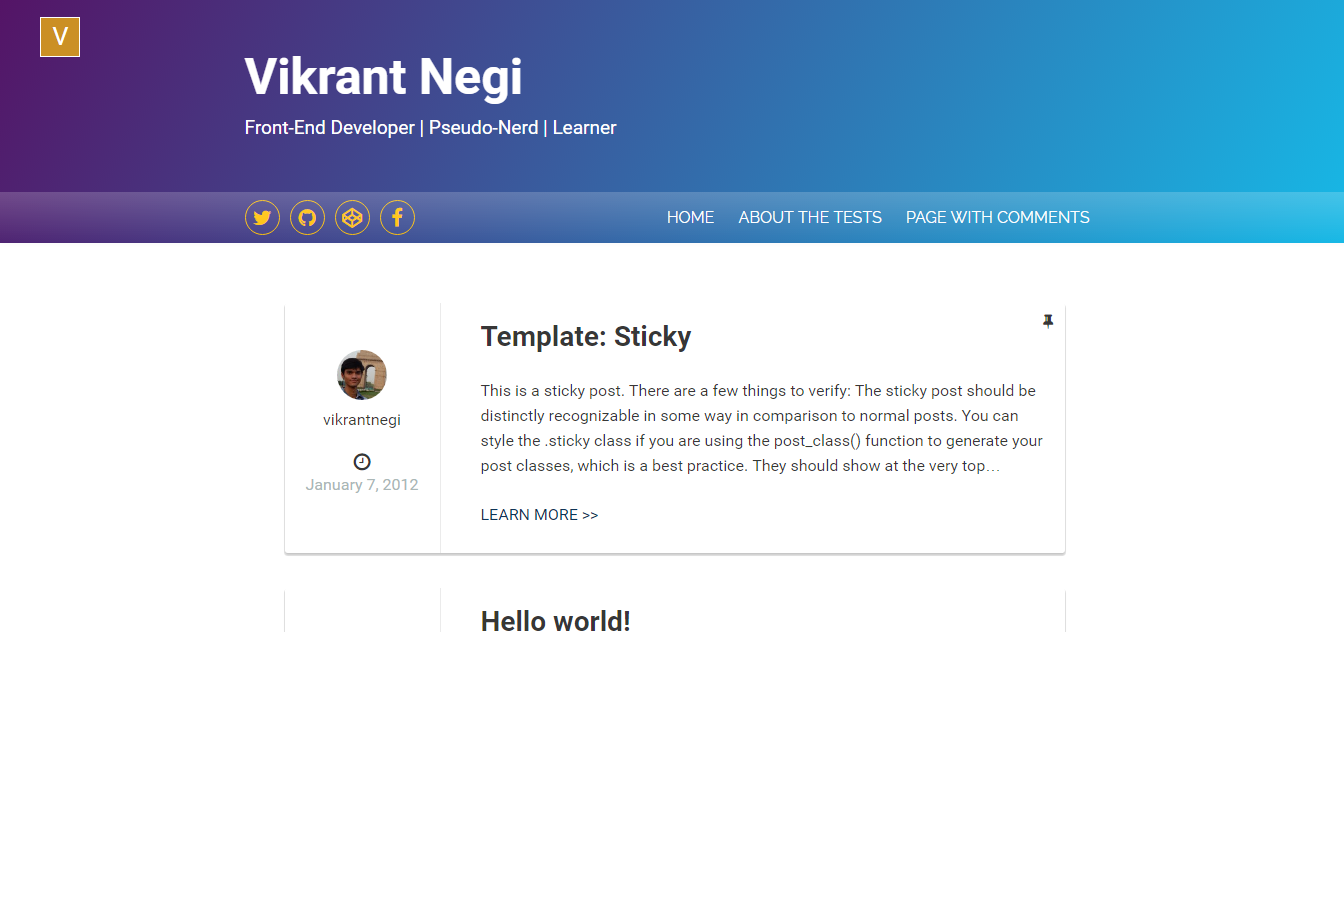 V
Vikrant Negi
Front-End Developer | Pseudo-Nerd | Learner
HOME ABOUT THE TESTS PAGE WITH COMMENTS
Template: Sticky
vikrantnegi
January 7, 2012
This is a sticky post. There are a few things to verify: The sticky post should be
distinctly recognizable in some way in comparison to normal posts. You can
style the .sticky class if you are using the post_class() function to generate your
post classes, which is a best practice. They should show at the very top…
LEARN MORE >>
Hello world!